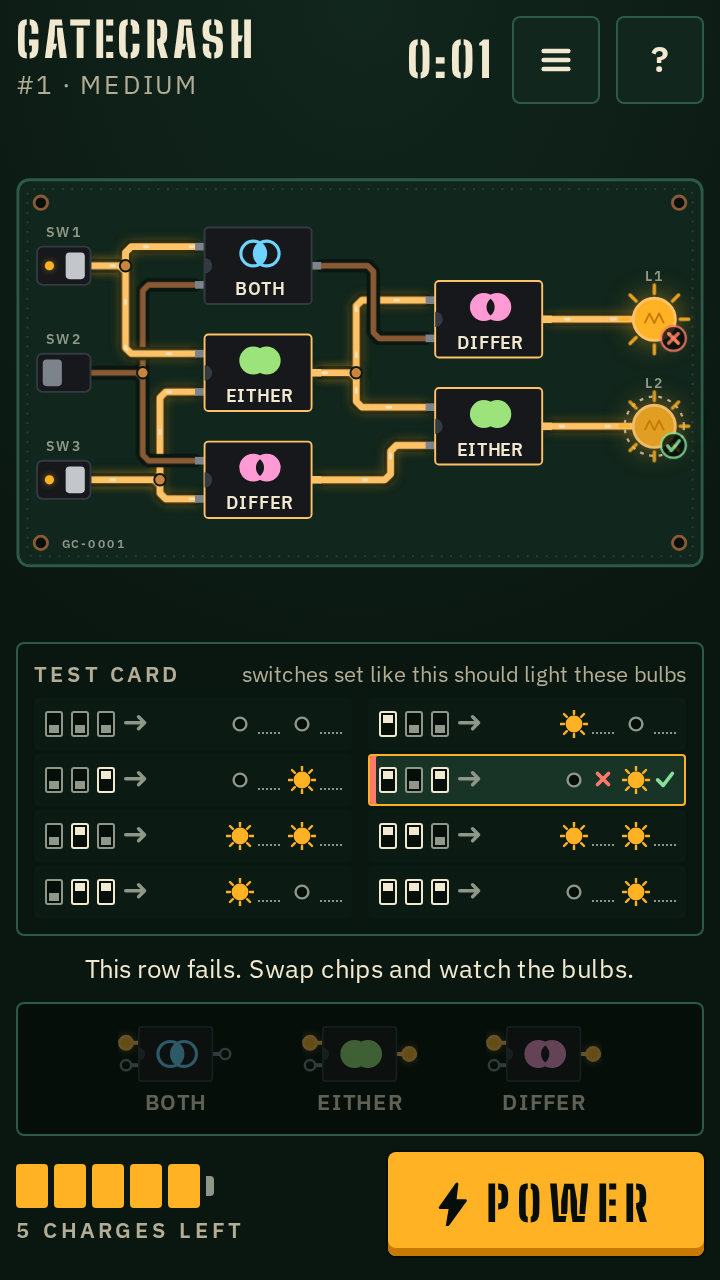 GATECRASH
#1 · MEDIUM
0:01
?
SW1
BOTH
L1
DIFFER
SW2
EITHER
L2
EITHER
SW3
DIFFER
GC-0001
TEST CARD
switches set like this should light these bulbs
This row fails. Swap chips and watch the bulbs.
BOTH
EITHER
DIFFER
5 CHARGES LEFT
POWER